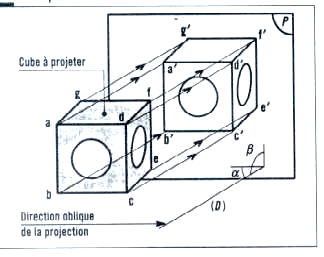 P
g'
f'
Cube à projeter
a'
d'
g
f
e'
a
d
b'
c'
e
β
α
b
c
Direction oblique
de la projection
(D)